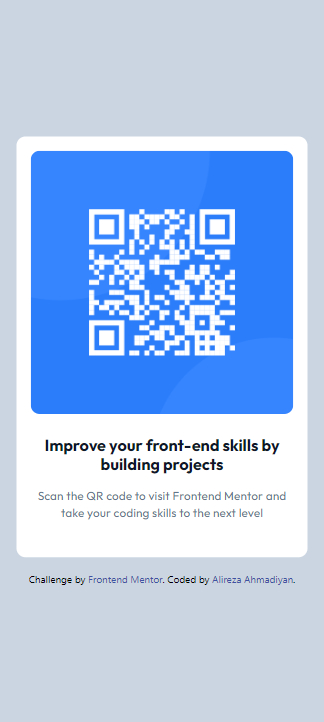 Improve your front-end skills by
building projects
Scan the QR code to visit Frontend Mentor and
take your coding skills to the next level
Challenge by Frontend Mentor. Coded by Alireza Ahmadiyan.